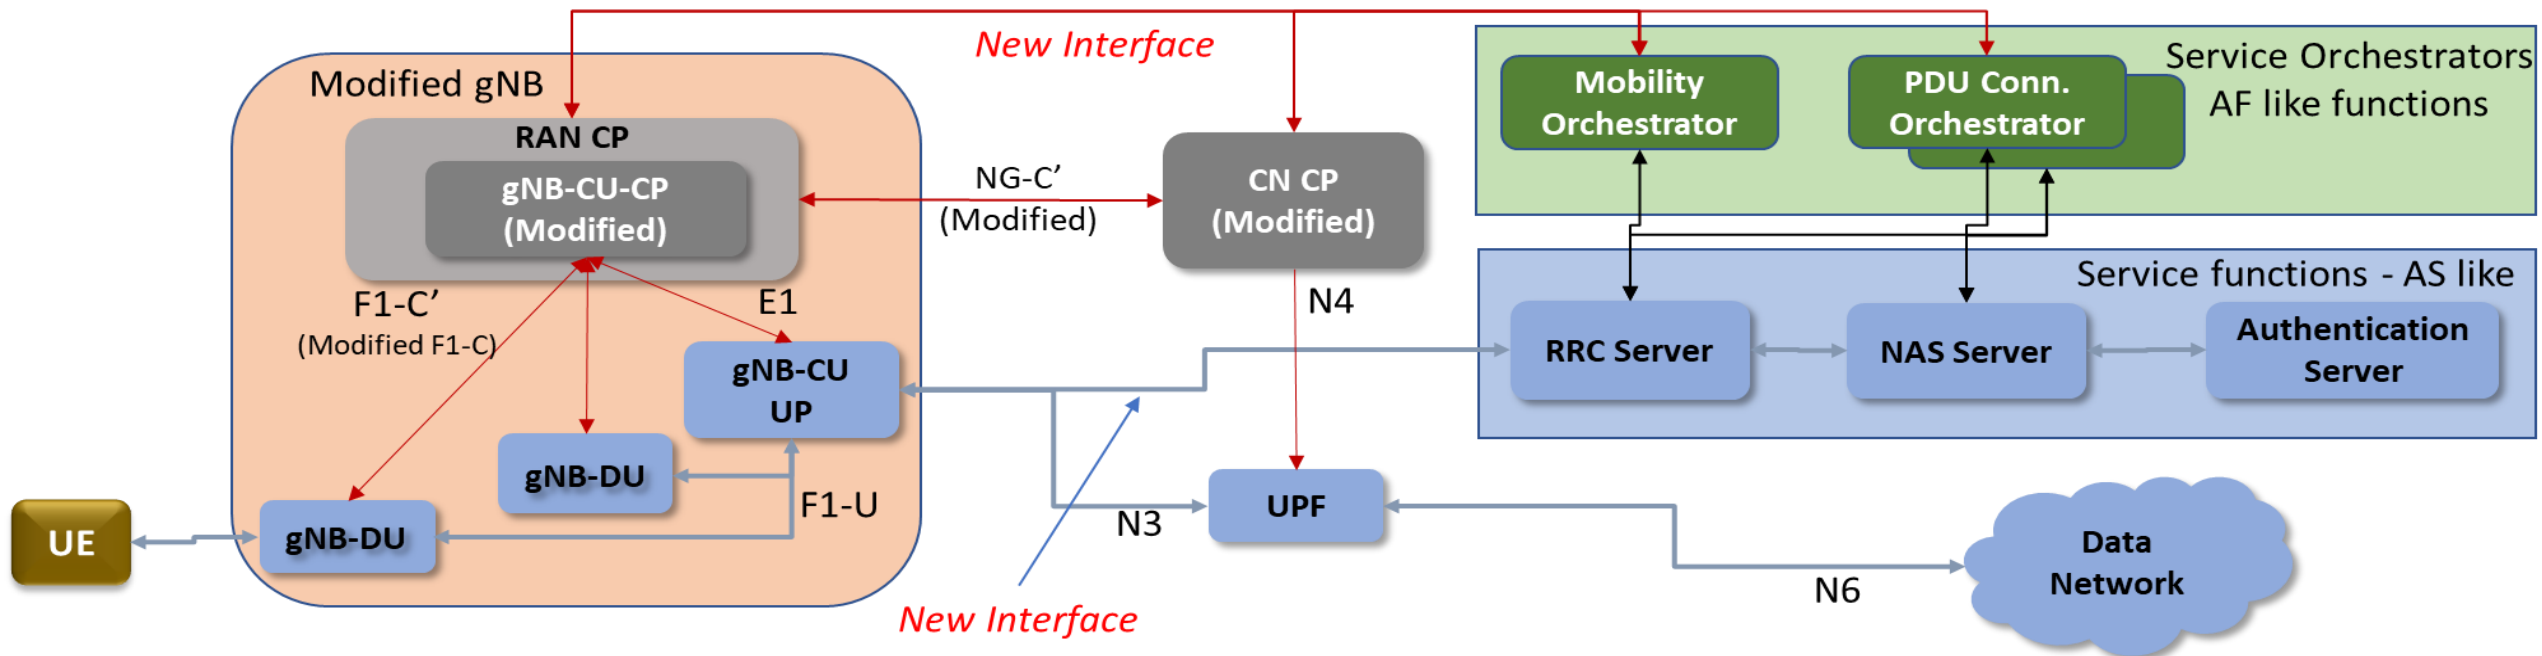 New Interface
Modified gNB
RAN CP
gNB-CU-CP
(Modified)
F1-C’
(Modified F1-C)
E1
gNB-CU
UP
gNB-DU
gNB-DU
F1-U
UE
NG-C’
(Modified)
CN CP
(Modified)
N4
N3
UPF
New Interface
N6
Data
Network
Service Orchestrators
AF like functions
Mobility
Orchestrator
PDU Conn.
Orchestrator
Service functions - AS like
RRC Server
NAS Server
Authentication
Server